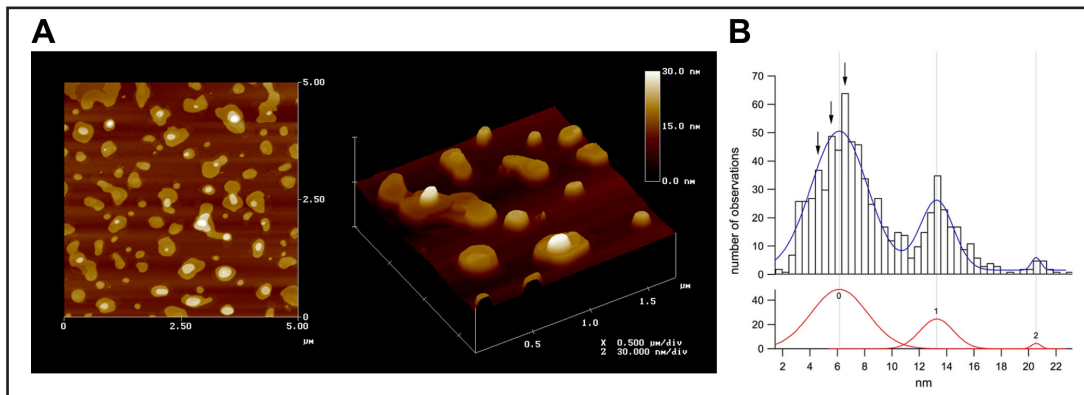 A
5.00
2.50
0
0
2.50
5.00
µm
30.0 nm
15.0 nm
0.0 nm
0.5
1.0
1.5
µm
X 0.500 µm/div
Z 30.000 nm/div
B
70
60
50
40
30
20
10
0
number of observations
40
20
0
0
1
2
2 4 6 8 10 12 14 16 18 20 22
nm